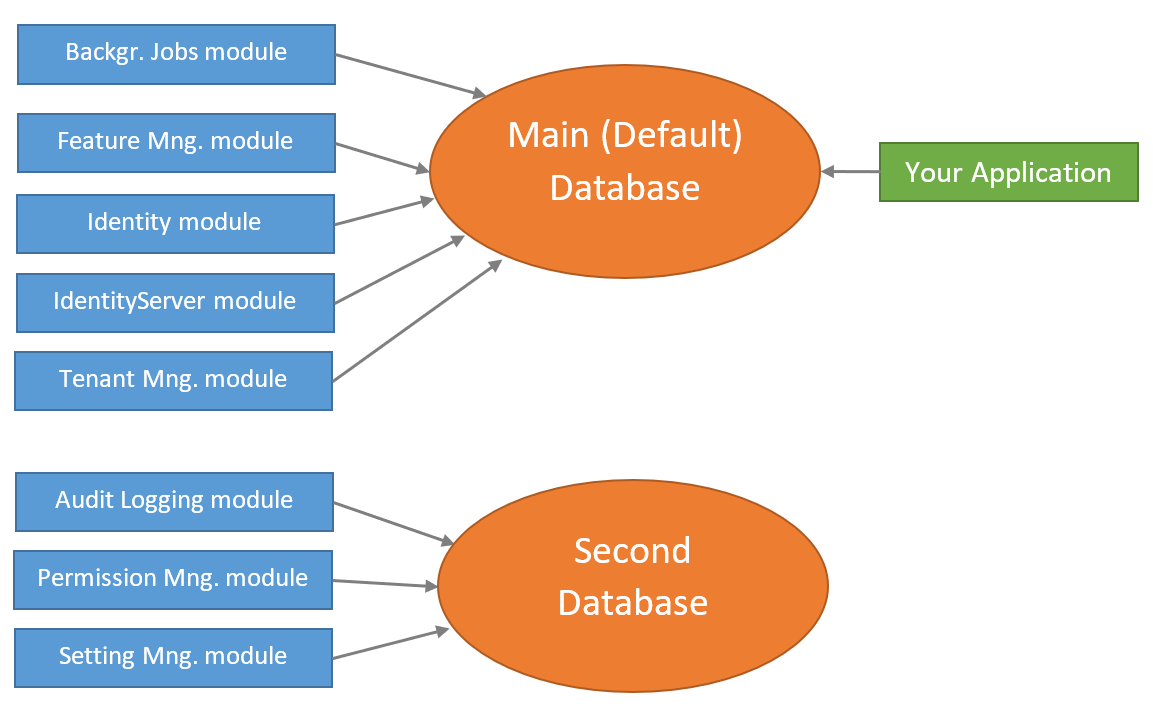 Backgr. Jobs module
Feature Mng. module
Identity module
IdentityServer module
Tenant Mng. module
Main (Default)
Database
Your Application
Audit Logging module
Permission Mng. module
Setting Mng. module
Second
Database